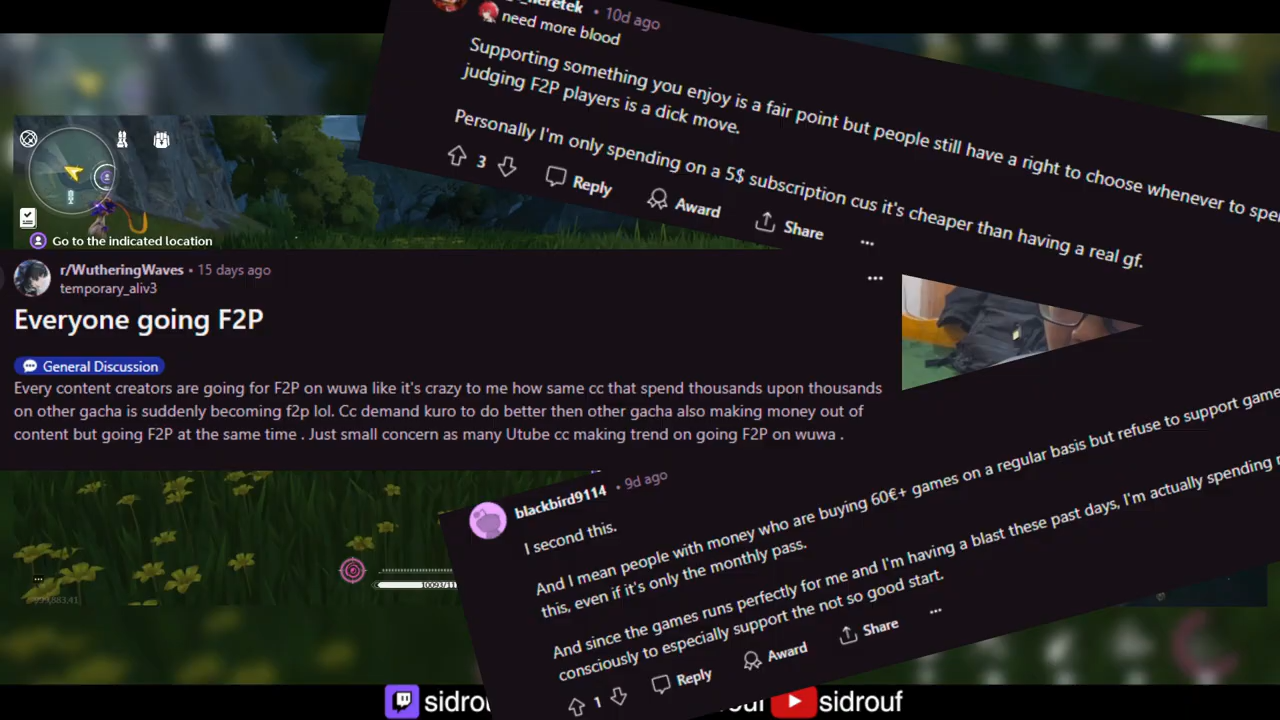 10d ago
need more blood
Supporting something you enjoy is a fair point but people still have a right to choose whenever to
judging F2P players is a dick move.
Personally I'm only spending on a 5$ subscription cus it's cheaper than having a real gf.
3 Reply Award Share ...
Go to the indicated location
r/WutheringWaves • 15 days ago
temporary_aliv3
...
Everyone going F2P
General Discussion
Every content creators are going for F2P on wuwa like it's crazy to me how same cc that spend thousands upon thousands
on other gacha is suddenly becoming f2p lol. Cc demand kuro to do better then other gacha also making money out of
content but going F2P at the same time . Just small concern as many Utube cc making trend on going F2P on wuwa .
blackbird9114 • 9d ago
I second this.
And I mean people with money who are buying 60€+ games on a regular basis but refuse to support
this, even if it's only the monthly pass.
And since the games runs perfectly for me and I'm having a blast these past days, I'm actually spending
consciously to especially support the not so good start.
1 Reply Award Share ...
sidrouf